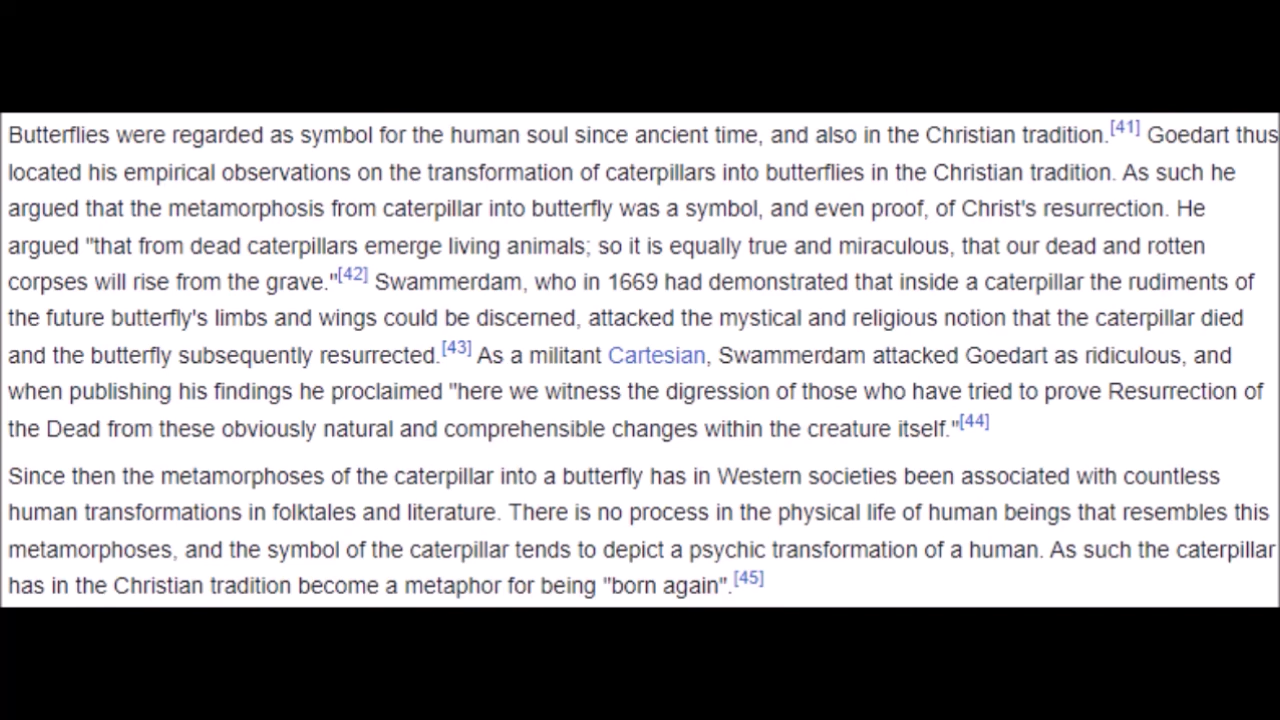 Butterflies were regarded as symbol for the human soul since ancient time, and also in the Christian tradition.[41] Goedart thus
located his empirical observations on the transformation of caterpillars into butterflies in the Christian tradition. As such he
argued that the metamorphosis from caterpillar into butterfly was a symbol, and even proof, of Christ's resurrection. He
argued "that from dead caterpillars emerge living animals; so it is equally true and miraculous, that our dead and rotten
corpses will rise from the grave."[42] Swammerdam, who in 1669 had demonstrated that inside a caterpillar the rudiments of
the future butterfly's limbs and wings could be discerned, attacked the mystical and religious notion that the caterpillar died
and the butterfly subsequently resurrected.[43] As a militant Cartesian, Swammerdam attacked Goedart as ridiculous, and
when publishing his findings he proclaimed "here we witness the digression of those who have tried to prove Resurrection of
the Dead from these obviously natural and comprehensible changes within the creature itself."[44]
Since then the metamorphoses of the caterpillar into a butterfly has in Western societies been associated with countless
human transformations in folktales and literature. There is no process in the physical life of human beings that resembles this
metamorphoses, and the symbol of the caterpillar tends to depict a psychic transformation of a human. As such the caterpillar
has in the Christian tradition become a metaphor for being "born again".[45]